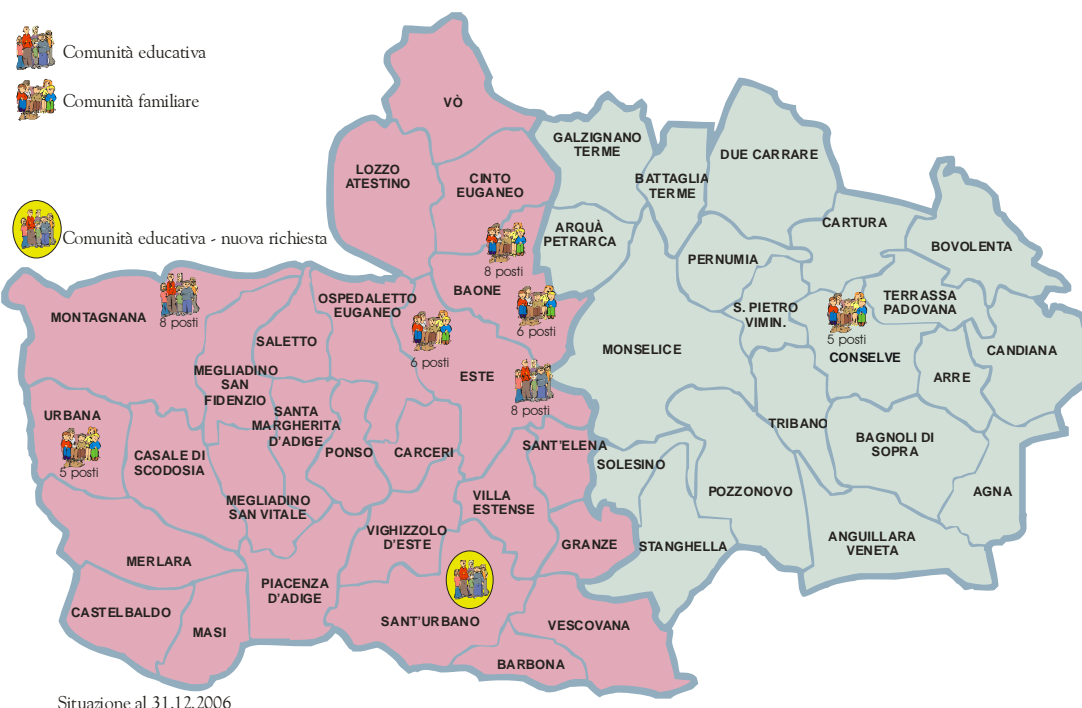 Comunità educativa
Comunità familiare
Comunità educativa - nuova richiesta
VÒ
LOZZO
ATESTINO
CINTO
EUGANEO
GALZIGNANO
TERME
BATTAGLIA
TERME
DUE CARRARE
ARQUÀ
PETRARCA
CARTURA
BOVOLENTA
PERNUMIA
8 posti
BAONE
MONTAGNANA
8 posti
OSPEDALETTO
EUGANEO
6 posti
6 posti
S. PIETRO
VIMIN.
TERRASSA
PADOVANA
5 posti
CONSELVE
CANDIANA
SALETTO
MONSELICE
ESTE
8 posti
ARRE
MEGLIADINO
SAN
FIDENZIO
URBANA
5 posti
SANTA
MARGHERITA
D'ADIGE
CASALE DI
SCODOSIA
PONSO
CARCERI
SANT'ELENA
SOLESINO
TRIBANO
BAGNOLI DI
SOPRA
MEGLIADINO
SAN VITALE
VILLA
ESTENSE
POZZONOVO
AGNA
VIGHIZZOLO
D'ESTE
GRANZE
STANGHELLA
ANGUILLARA
VENETA
MERLARA
PIACENZA
D'ADIGE
CASTELBALDO
MASI
SANT'URBANO
VESCOVANA
BARBONA
Situazione al 31.12.2006